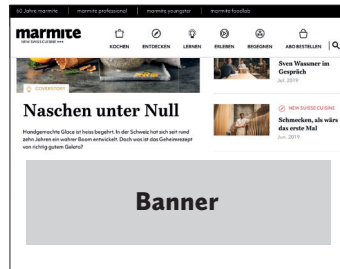 60 Jahre marmite | marmite professional | marmite youngster | marmite foodlab
marmite
NEW SUISSE CUISINE
KOCHEN ENTDECKEN LERNEN ERLEBEN BEGEGNEN ABO BESTELLEN
COVERSTORY
Naschen unter Null
Handgemachte Glace ist heiss begehrt. In der Schweiz hat sich seit rund
zehn Jahren ein wahrer Boom entwickelt. Doch was ist das Geheimrezept
von richtig gutem Gelato?
Sven Wassmer im
Gespräch
Jul. 2019
NEW SUISSE CUISINE
Schmecken, als wärs
das erste Mal
Jun. 2019
Banner